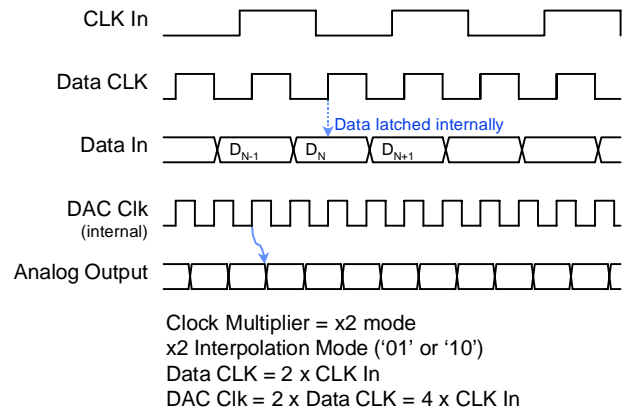 CLK In
Data CLK
Data latched internally
Data In
D_{N-1}
D_N
D_{N+1}
DAC Clk
(internal)
Analog Output
Clock Multiplier = x2 mode
x2 Interpolation Mode (‘01’ or ‘10’)
Data CLK = 2 x CLK In
DAC Clk = 2 x Data CLK = 4 x CLK In